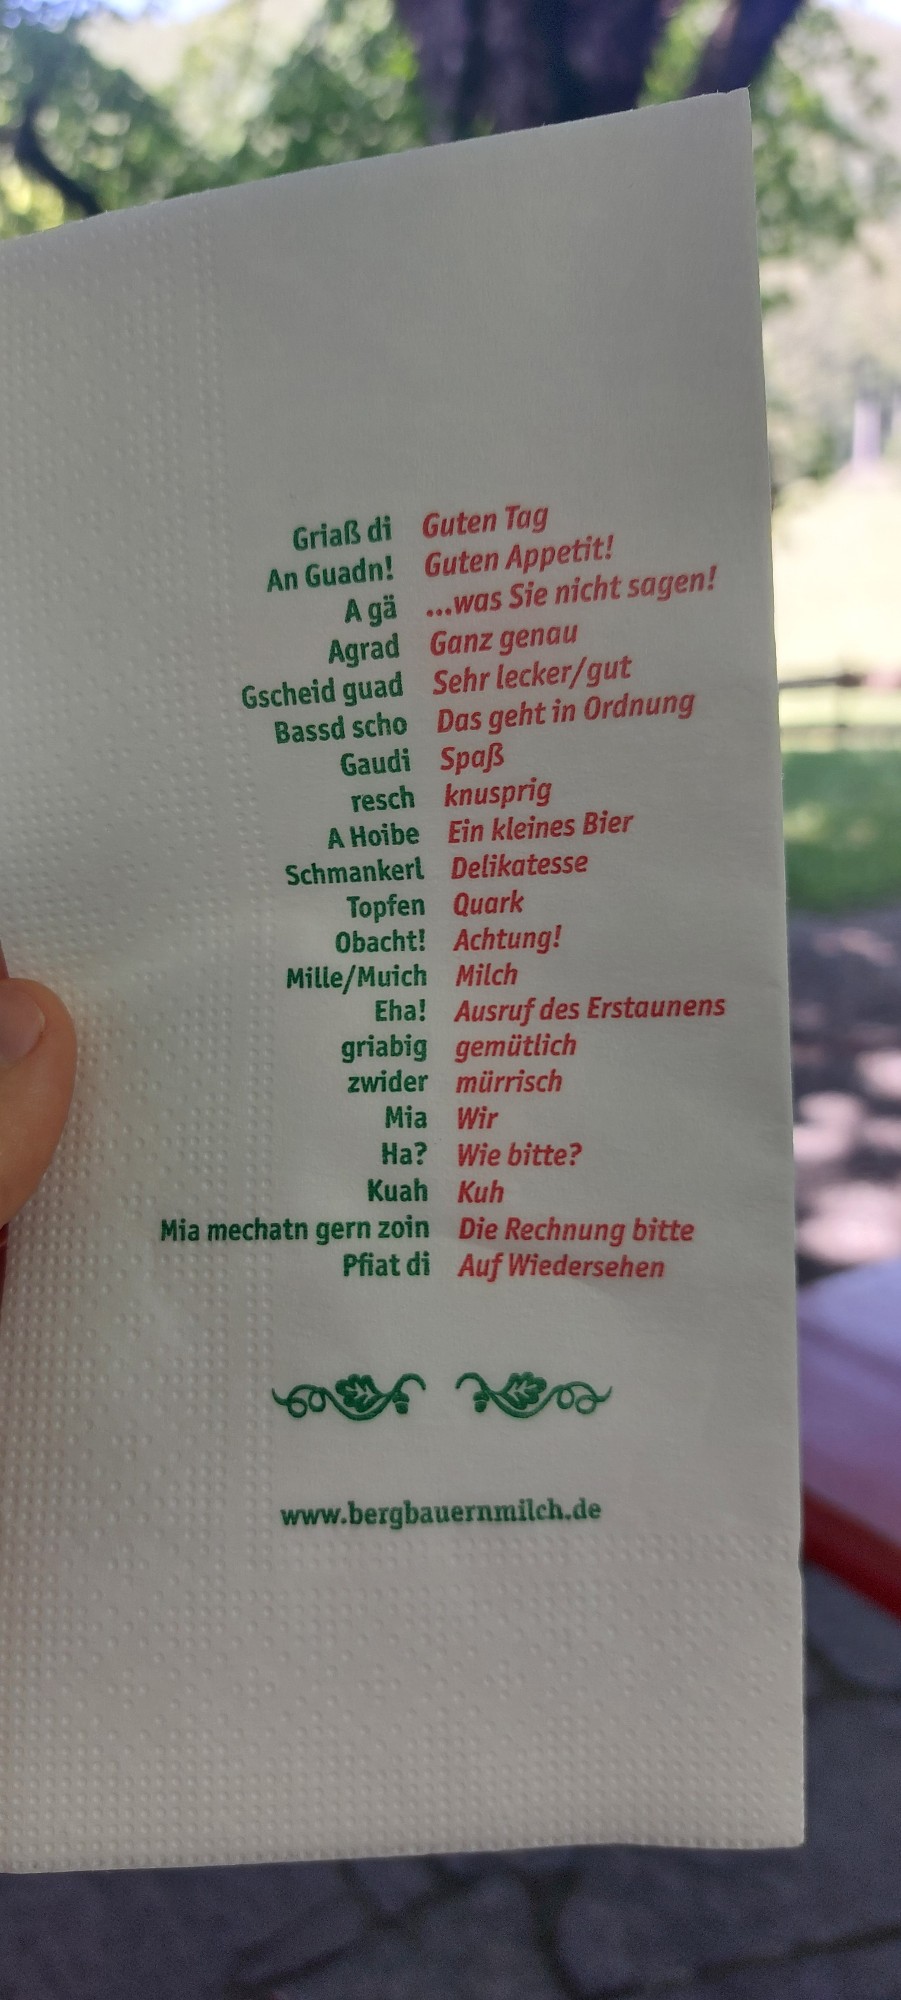 Griaß di Guten Tag
An Guadn! Guten Appetit!
A gä ...was Sie nicht sagen!
Agrad Ganz genau
Gscheid guad Sehr lecker/gut
Bassd scho Das geht in Ordnung
Gaudi Spaß
resch knusprig
A Hoibe Ein kleines Bier
Schmankerl Delikatesse
Topfen Quark
Obacht! Achtung!
Mille/Muich Milch
Eha! Ausruf des Erstaunens
griabig gemütlich
zwider mürrisch
Mia Wir
Ha? Wie bitte?
Kuah Kuh
Mia mechatn gern zoin Die Rechnung bitte
Pfiat di Auf Wiedersehen
www.bergbauernmilch.de